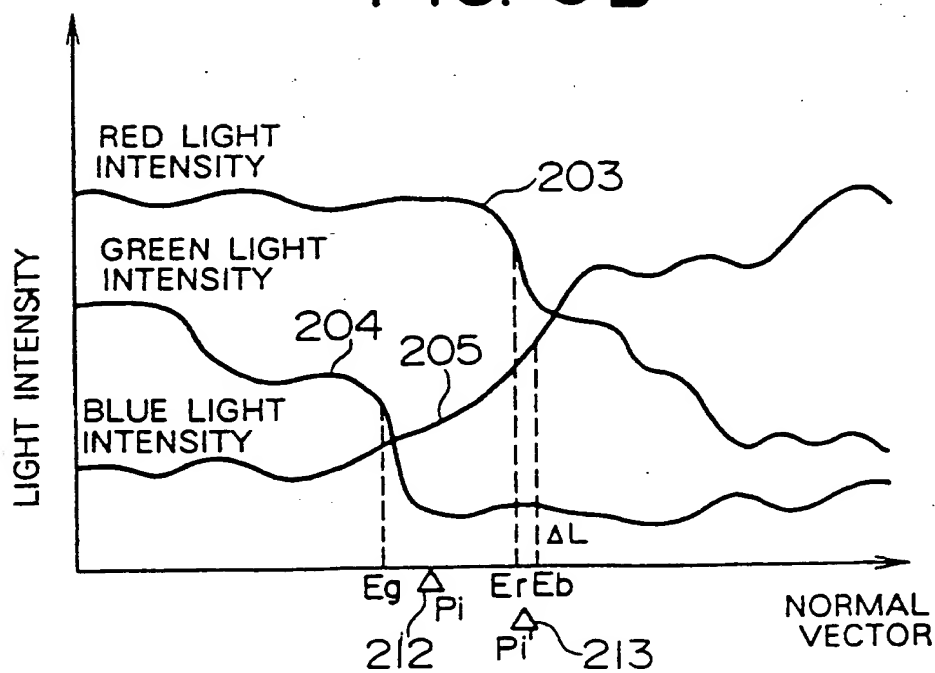 RED LIGHT
INTENSITY
203
GREEN LIGHT
INTENSITY
204
205
BLUE LIGHT
INTENSITY
LIGHT INTENSITY
ΔL
Eg
Er
Eb
Pi
212
Pi'
213
NORMAL
VECTOR